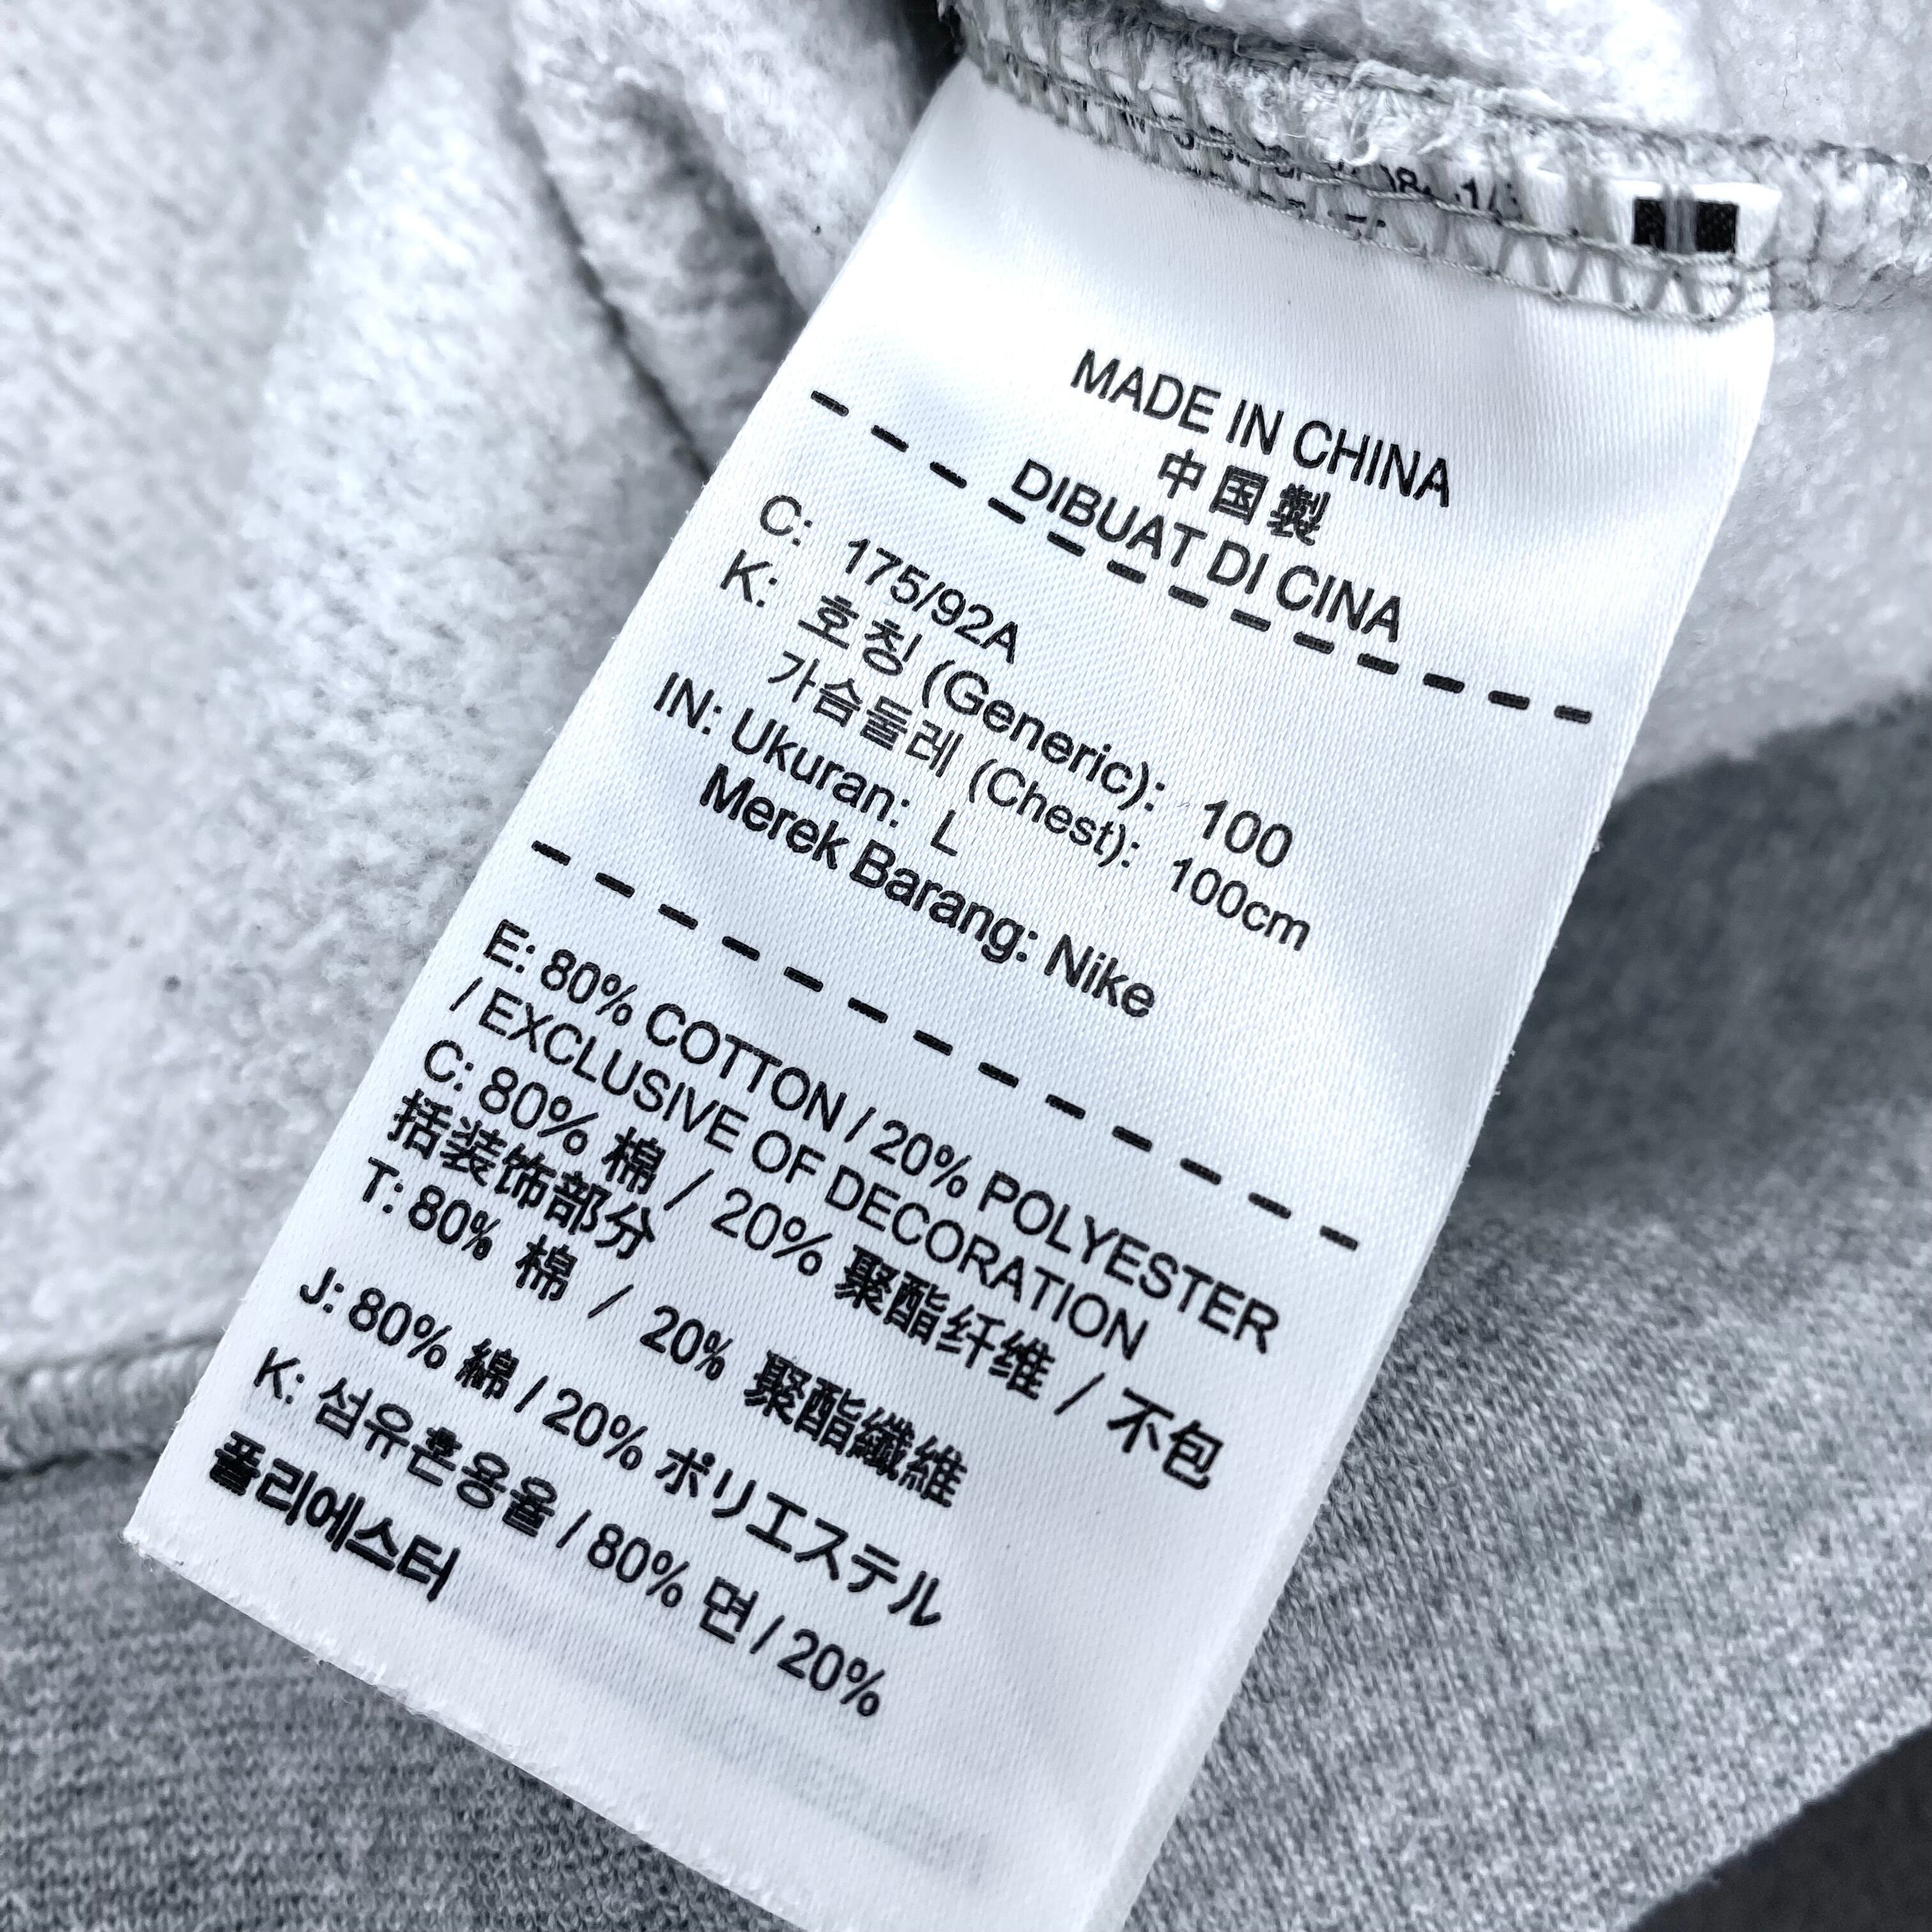 MADE IN CHINA
中国製
DIBUAT DI CINA
C: 175/92A
K: 호칭 (Generic): 100
가슴둘레 (Chest): 100cm
IN: Ukuran: L
Merek Barang: Nike
E: 80% COTTON / 20% POLYESTER
/ EXCLUSIVE OF DECORATION
C: 80% 棉 / 20% 聚酯纤维 / 不包
括装饰部分
T: 80% 棉 / 20% 聚酯纖維
J: 80% 綿 / 20% ポリエステル
K: 섬유혼용율 / 80% 면 / 20%
폴리에스터